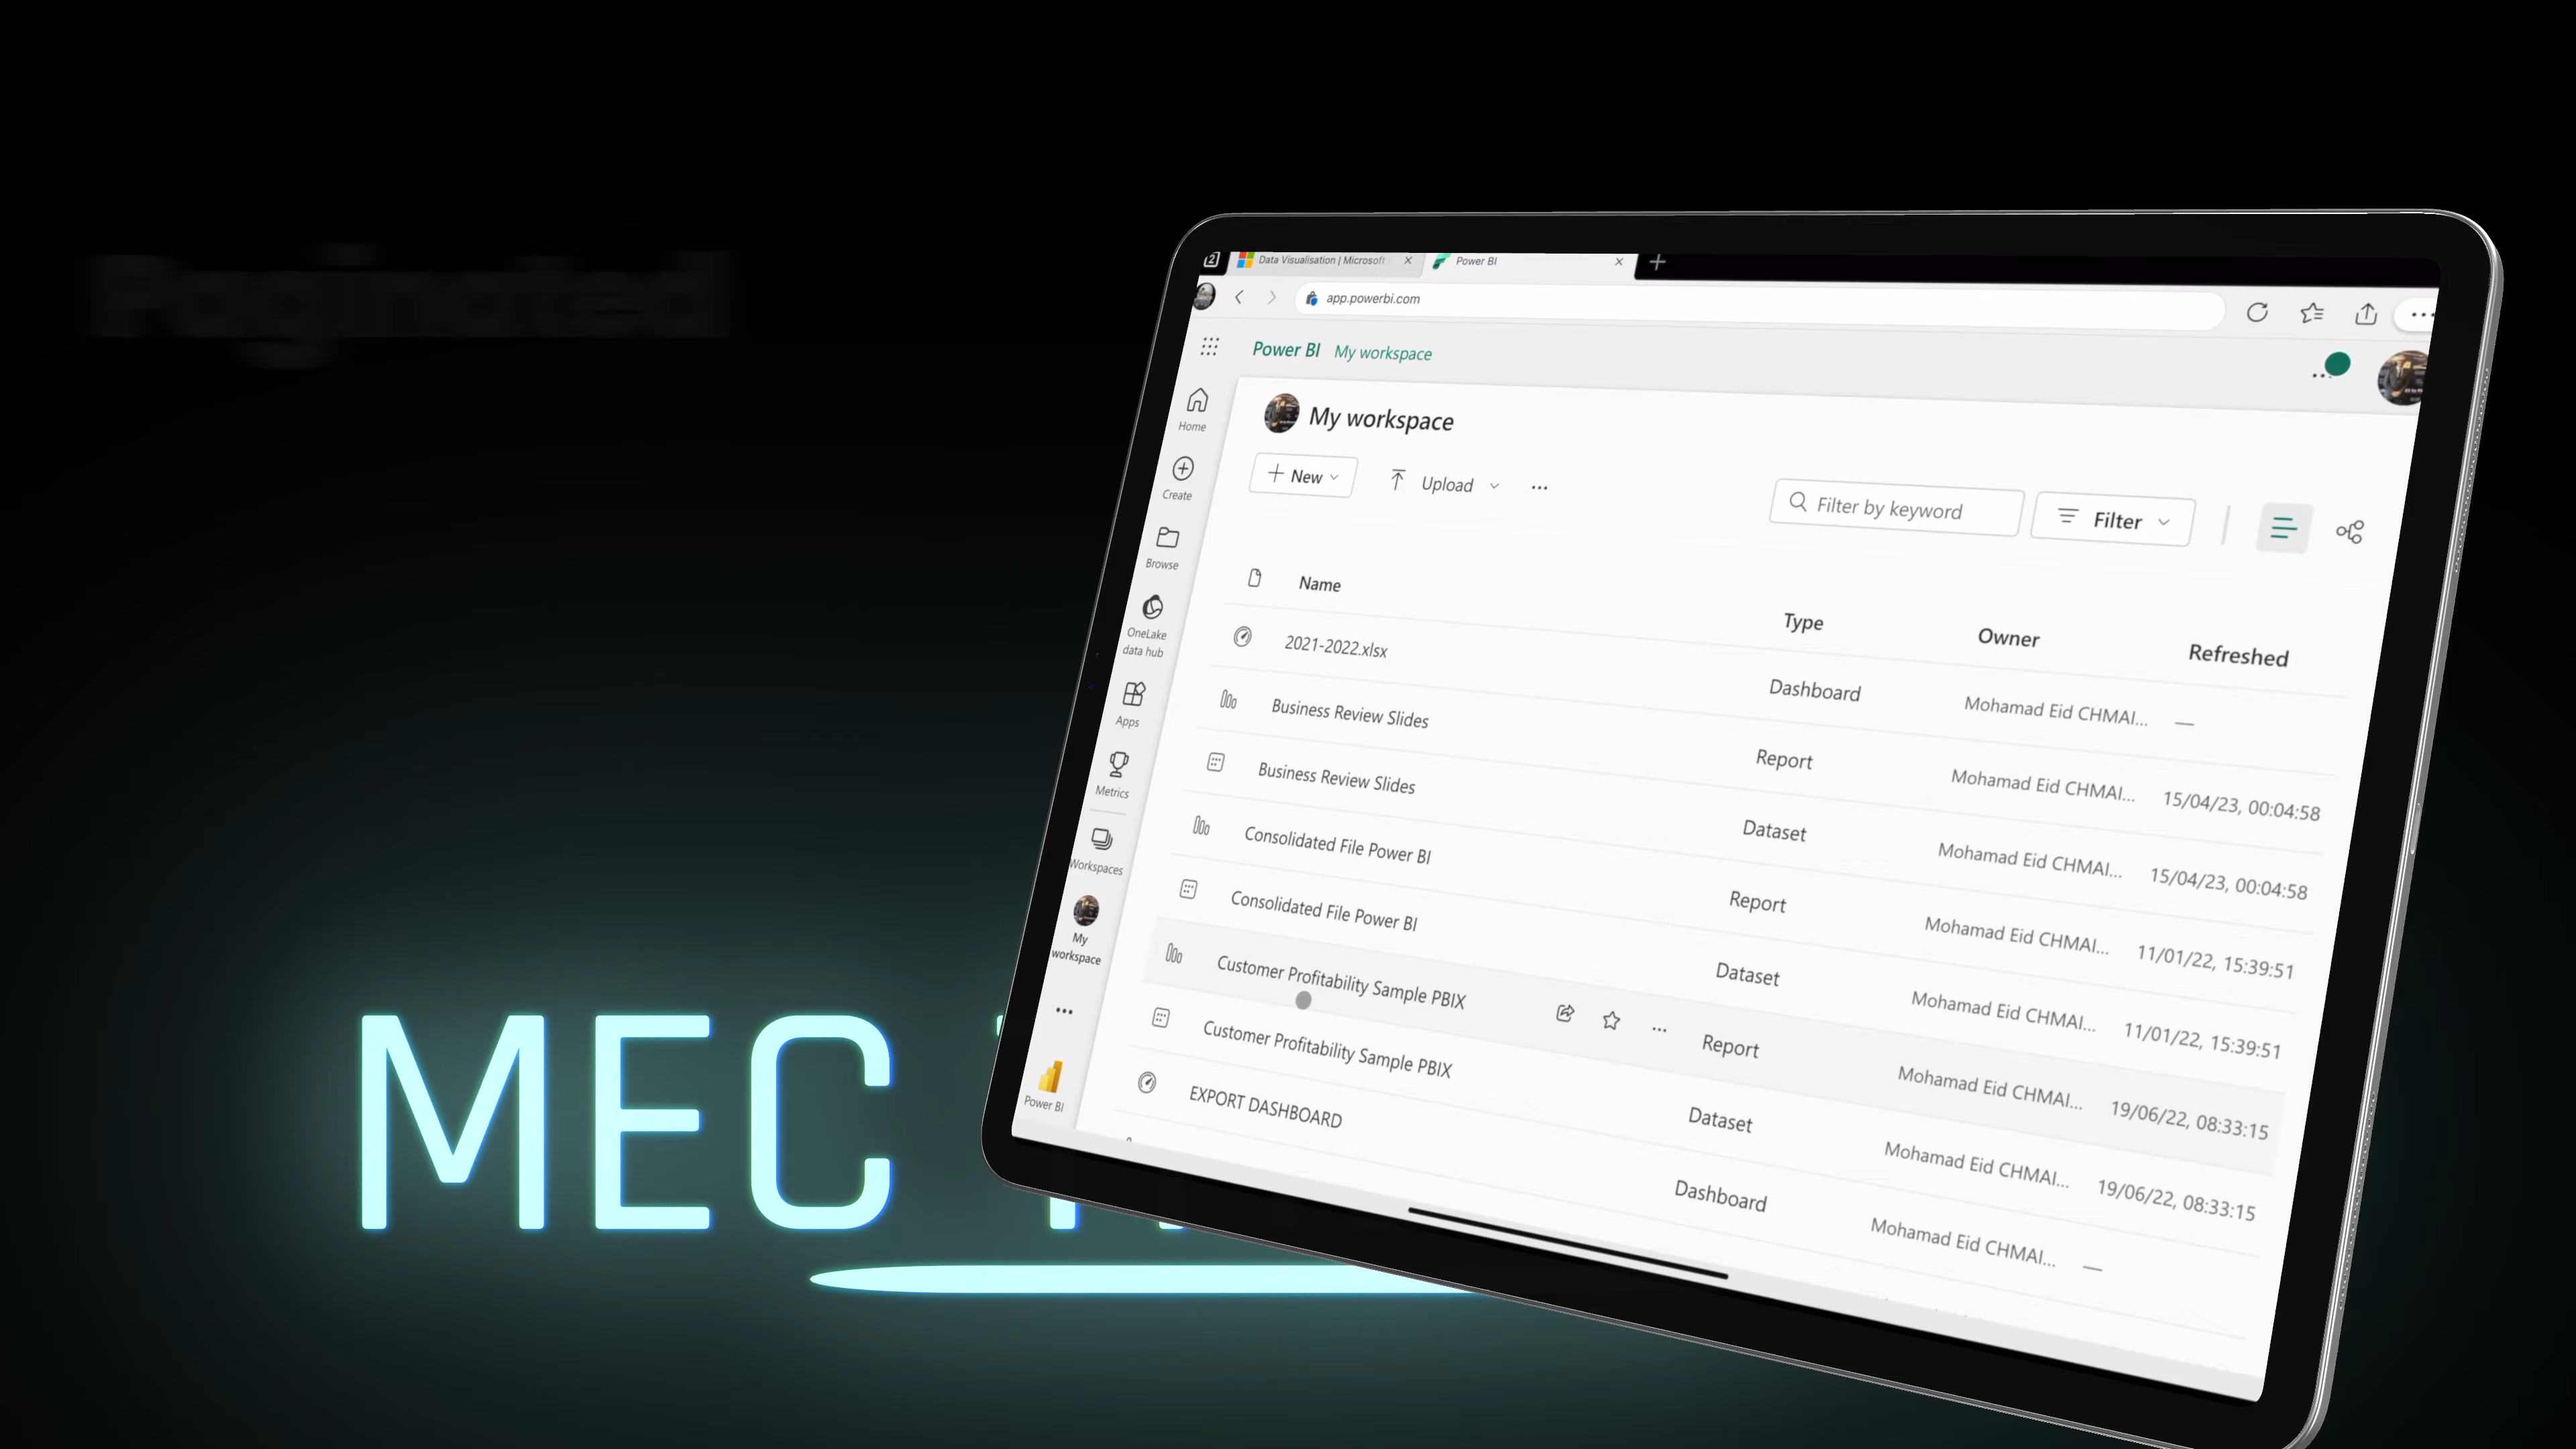 Paginated
2
Data Visualisation | Microsoft
Power BI
app.powerbi.com
Power BI My workspace
My workspace
New
Upload
Filter by keyword
Filter
Home
Create
Browse
OneLake
data hub
Apps
Metrics
Workspaces
My
workspace
Power BI
Name Type Owner Refreshed
2021-2022.xlsx Dashboard Mohamad Eid CHMAI... —
Business Review Slides Report Mohamad Eid CHMAI... 15/04/23, 00:04:58
Business Review Slides Dataset Mohamad Eid CHMAI... 15/04/23, 00:04:58
Consolidated File Power BI Report Mohamad Eid CHMAI... 11/01/22, 15:39:51
Consolidated File Power BI Dataset Mohamad Eid CHMAI... 11/01/22, 15:39:51
Customer Profitability Sample PBIX Report Mohamad Eid CHMAI... 19/06/22, 08:33:15
Customer Profitability Sample PBIX Dataset Mohamad Eid CHMAI... 19/06/22, 08:33:15
EXPORT DASHBOARD Dashboard Mohamad Eid CHMAI... —
MEC